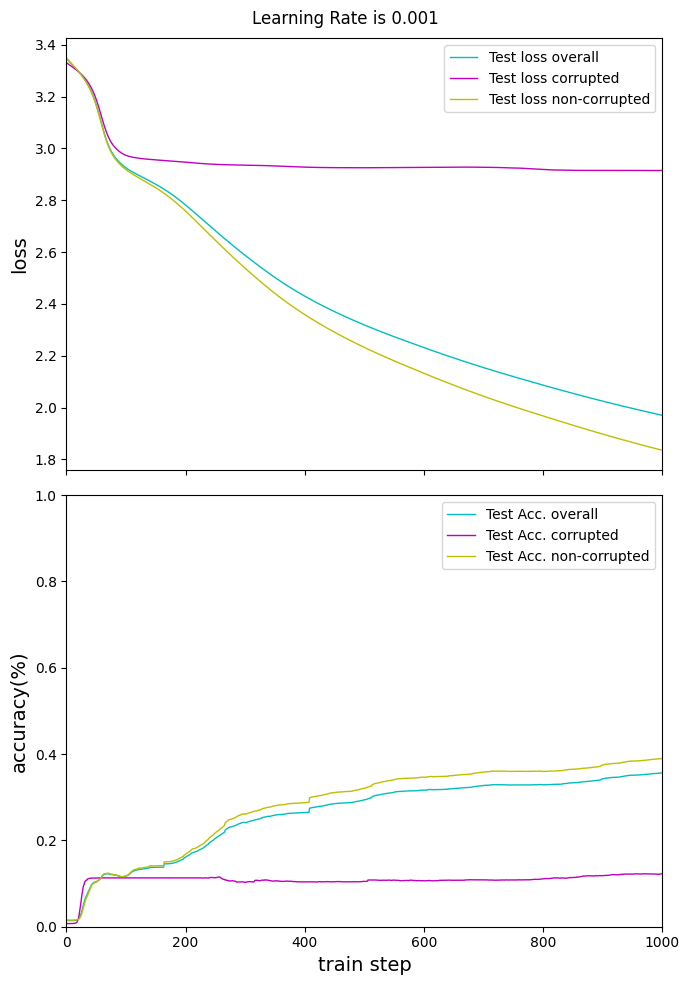 Learning Rate is 0.001
3.4
3.2
3.0
2.8
2.6
2.4
2.2
2.0
1.8
loss
Test loss overall
Test loss corrupted
Test loss non-corrupted
1.0
0.8
0.6
0.4
0.2
0.0
accuracy(%)
Test Acc. overall
Test Acc. corrupted
Test Acc. non-corrupted
0 200 400 600 800 1000
train step